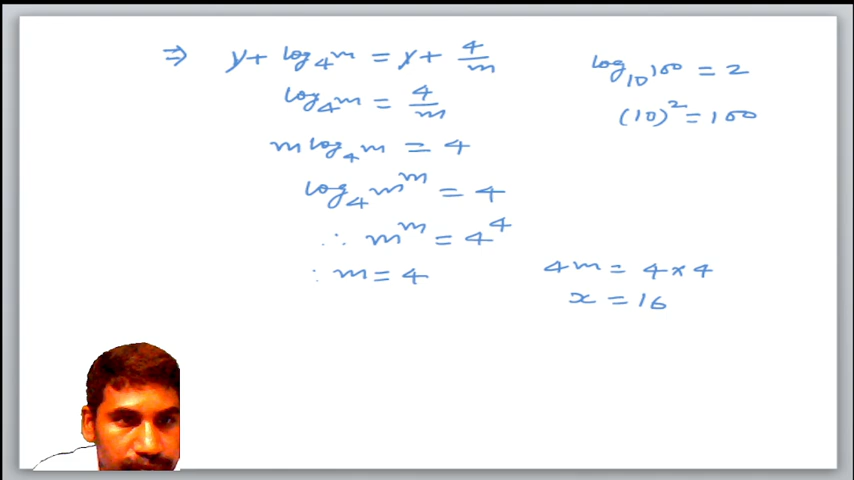 ⇒ y + log₄m = y + 4/m
log₄m = 4/m
m log₄m = 4
log₄m^m = 4
∴ m^m = 4^4
∴ m = 4
log₁₀100 = 2
(10)² = 100
4m = 4 × 4
x = 16